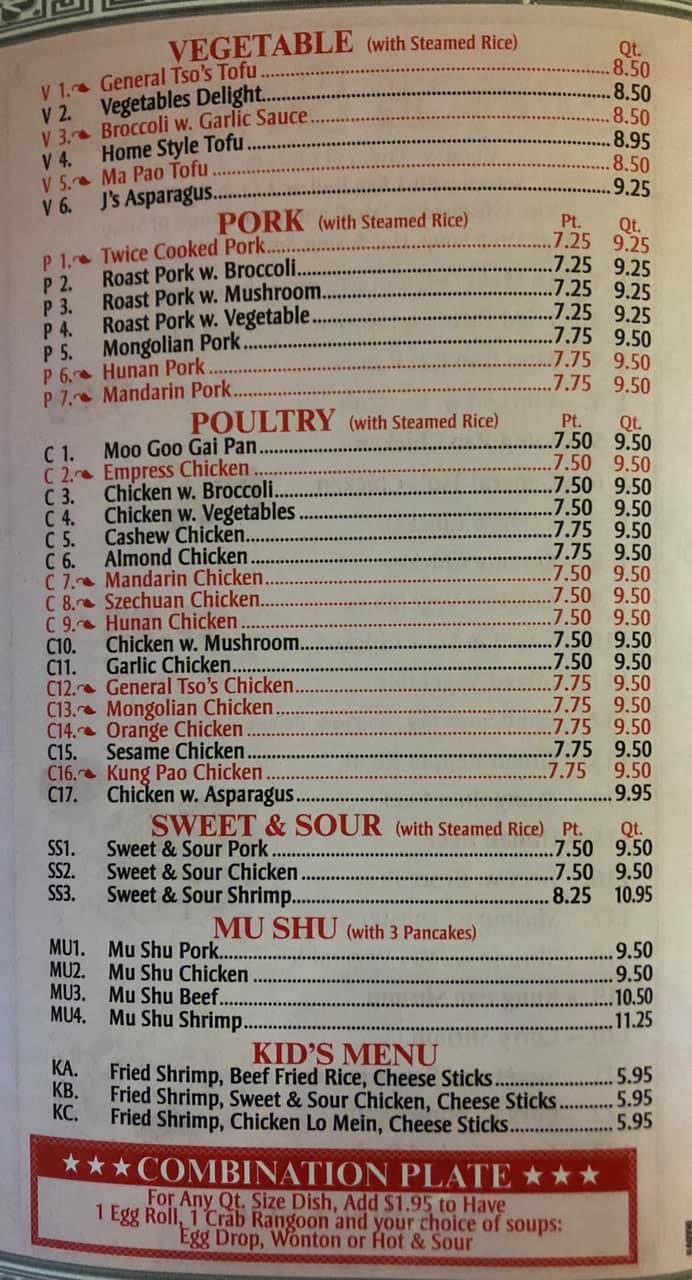 VEGETABLE (with Steamed Rice) Qt.
V 1. General Tso's Tofu 8.50
V 2. Vegetables Delight 8.50
V 3. Broccoli w. Garlic Sauce 8.50
V 4. Home Style Tofu 8.95
V 5. Ma Pao Tofu 8.50
V 6. J's Asparagus 9.25
PORK (with Steamed Rice) Pt. Qt.
P 1. Twice Cooked Pork 7.25 9.25
P 2. Roast Pork w. Broccoli 7.25 9.25
P 3. Roast Pork w. Mushroom 7.25 9.25
P 4. Roast Pork w. Vegetable 7.25 9.25
P 5. Mongolian Pork 7.75 9.50
P 6. Hunan Pork 7.75 9.50
P 7. Mandarin Pork 7.75 9.50
POULTRY (with Steamed Rice) Pt. Qt.
C 1. Moo Goo Gai Pan 7.50 9.50
C 2. Empress Chicken 7.50 9.50
C 3. Chicken w. Broccoli 7.50 9.50
C 4. Chicken w. Vegetables 7.50 9.50
C 5. Cashew Chicken 7.75 9.50
C 6. Almond Chicken 7.75 9.50
C 7. Mandarin Chicken 7.50 9.50
C 8. Szechuan Chicken 7.50 9.50
C 9. Hunan Chicken 7.50 9.50
C10. Chicken w. Mushroom 7.50 9.50
C11. Garlic Chicken 7.50 9.50
C12. General Tso's Chicken 7.75 9.50
C13. Mongolian Chicken 7.75 9.50
C14. Orange Chicken 7.75 9.50
C15. Sesame Chicken 7.75 9.50
C16. Kung Pao Chicken 7.75 9.50
C17. Chicken w. Asparagus 9.95
SWEET & SOUR (with Steamed Rice) Pt. Qt.
SS1. Sweet & Sour Pork 7.50 9.50
SS2. Sweet & Sour Chicken 7.50 9.50
SS3. Sweet & Sour Shrimp 8.25 10.95
MU SHU (with 3 Pancakes)
MU1. Mu Shu Pork 9.50
MU2. Mu Shu Chicken 9.50
MU3. Mu Shu Beef 10.50
MU4. Mu Shu Shrimp 11.25
KID'S MENU
KA. Fried Shrimp, Beef Fried Rice, Cheese Sticks 5.95
KB. Fried Shrimp, Sweet & Sour Chicken, Cheese Sticks 5.95
KC. Fried Shrimp, Chicken Lo Mein, Cheese Sticks 5.95
★★★COMBINATION PLATE★★★
For Any Qt. Size Dish, Add $1.95 to Have
1 Egg Roll, 1 Crab Rangoon and your choice of soups:
Egg Drop, Wonton or Hot & Sour